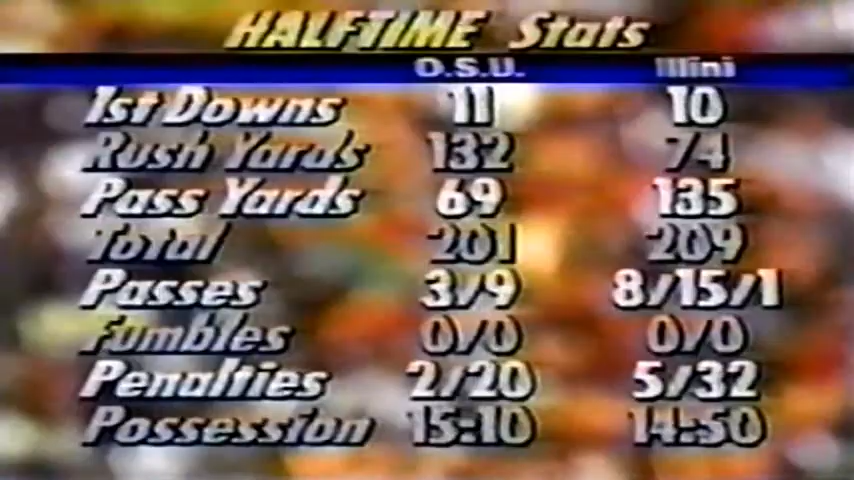 HALFTIME Stats
O.S.U. Illini
1st Downs 11 10
Rush Yards 132 74
Pass Yards 69 135
Total 201 209
Passes 3/9 8/15/1
Fumbles 0/0 0/0
Penalties 2/20 5/32
Possession 15:10 14:50